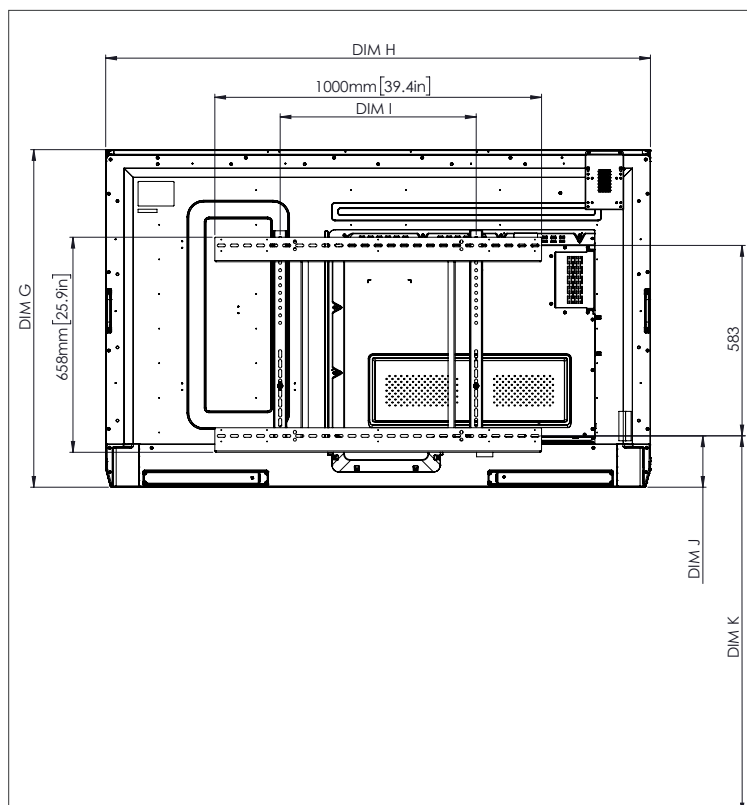 DIM H
1000mm [39.4in]
DIM I
DIM G
658mm [25.9in]
583
DIM J
DIM K